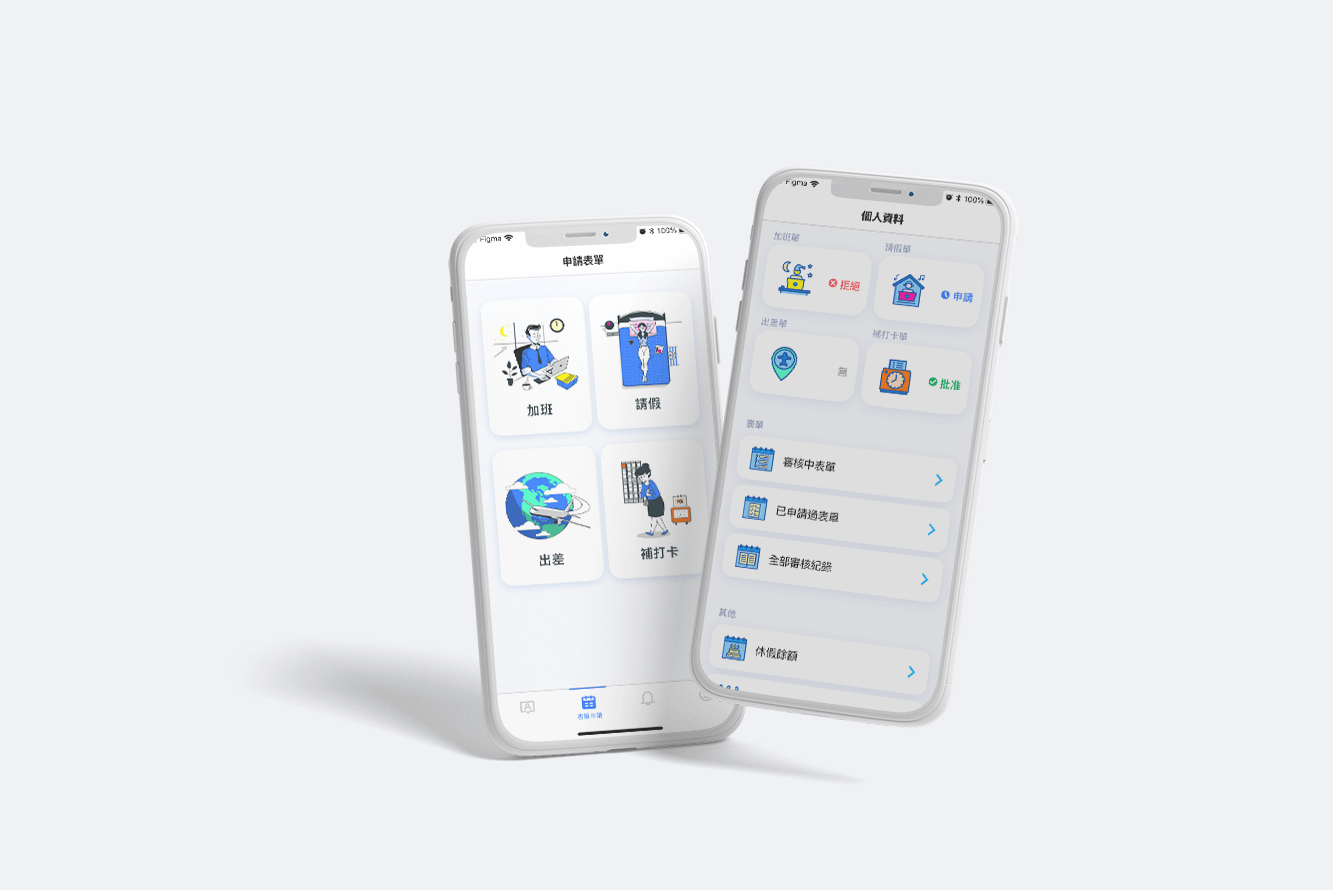 Figma
100%
申請表單
加班
請假
出差
補打卡
表單申請
Figma
100%
個人資料
加班單
請假單
拒絕
申請
出差單
補打卡單
無
批准
表單
審核中表單
已申請過表單
全部審核紀錄
其他
休假餘額